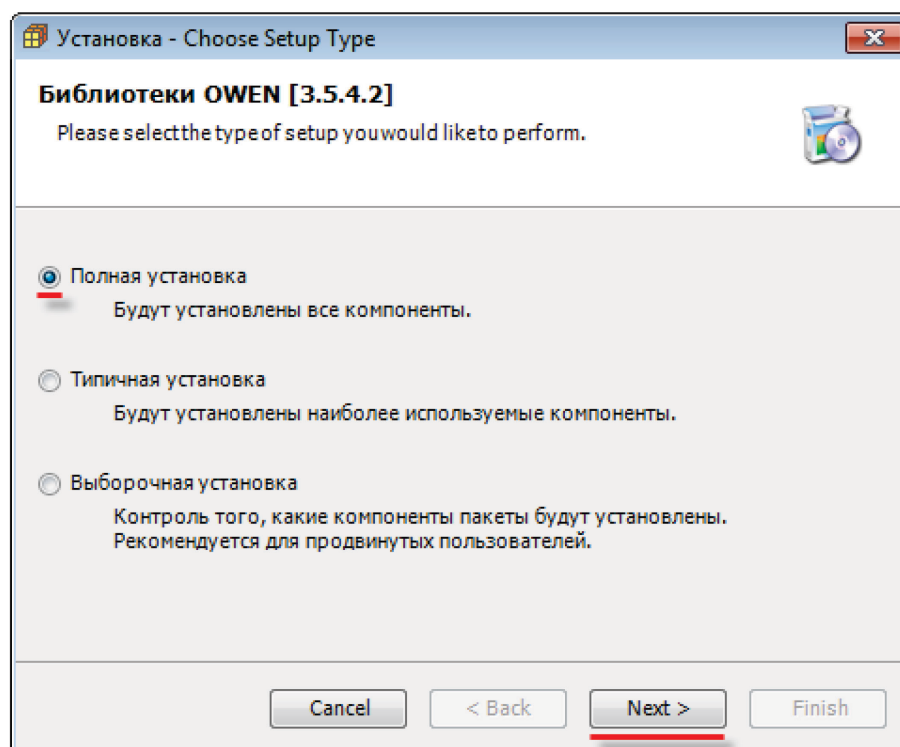 Установка - Choose Setup Type
Библиотеки OWEN [3.5.4.2]
Please select the type of setup you would like to perform.
Полная установка
Будут установлены все компоненты.
Типичная установка
Будут установлены наиболее используемые компоненты.
Выборочная установка
Контроль того, какие компоненты пакеты будут установлены.
Рекомендуется для продвинутых пользователей.
Cancel < Back Next > Finish